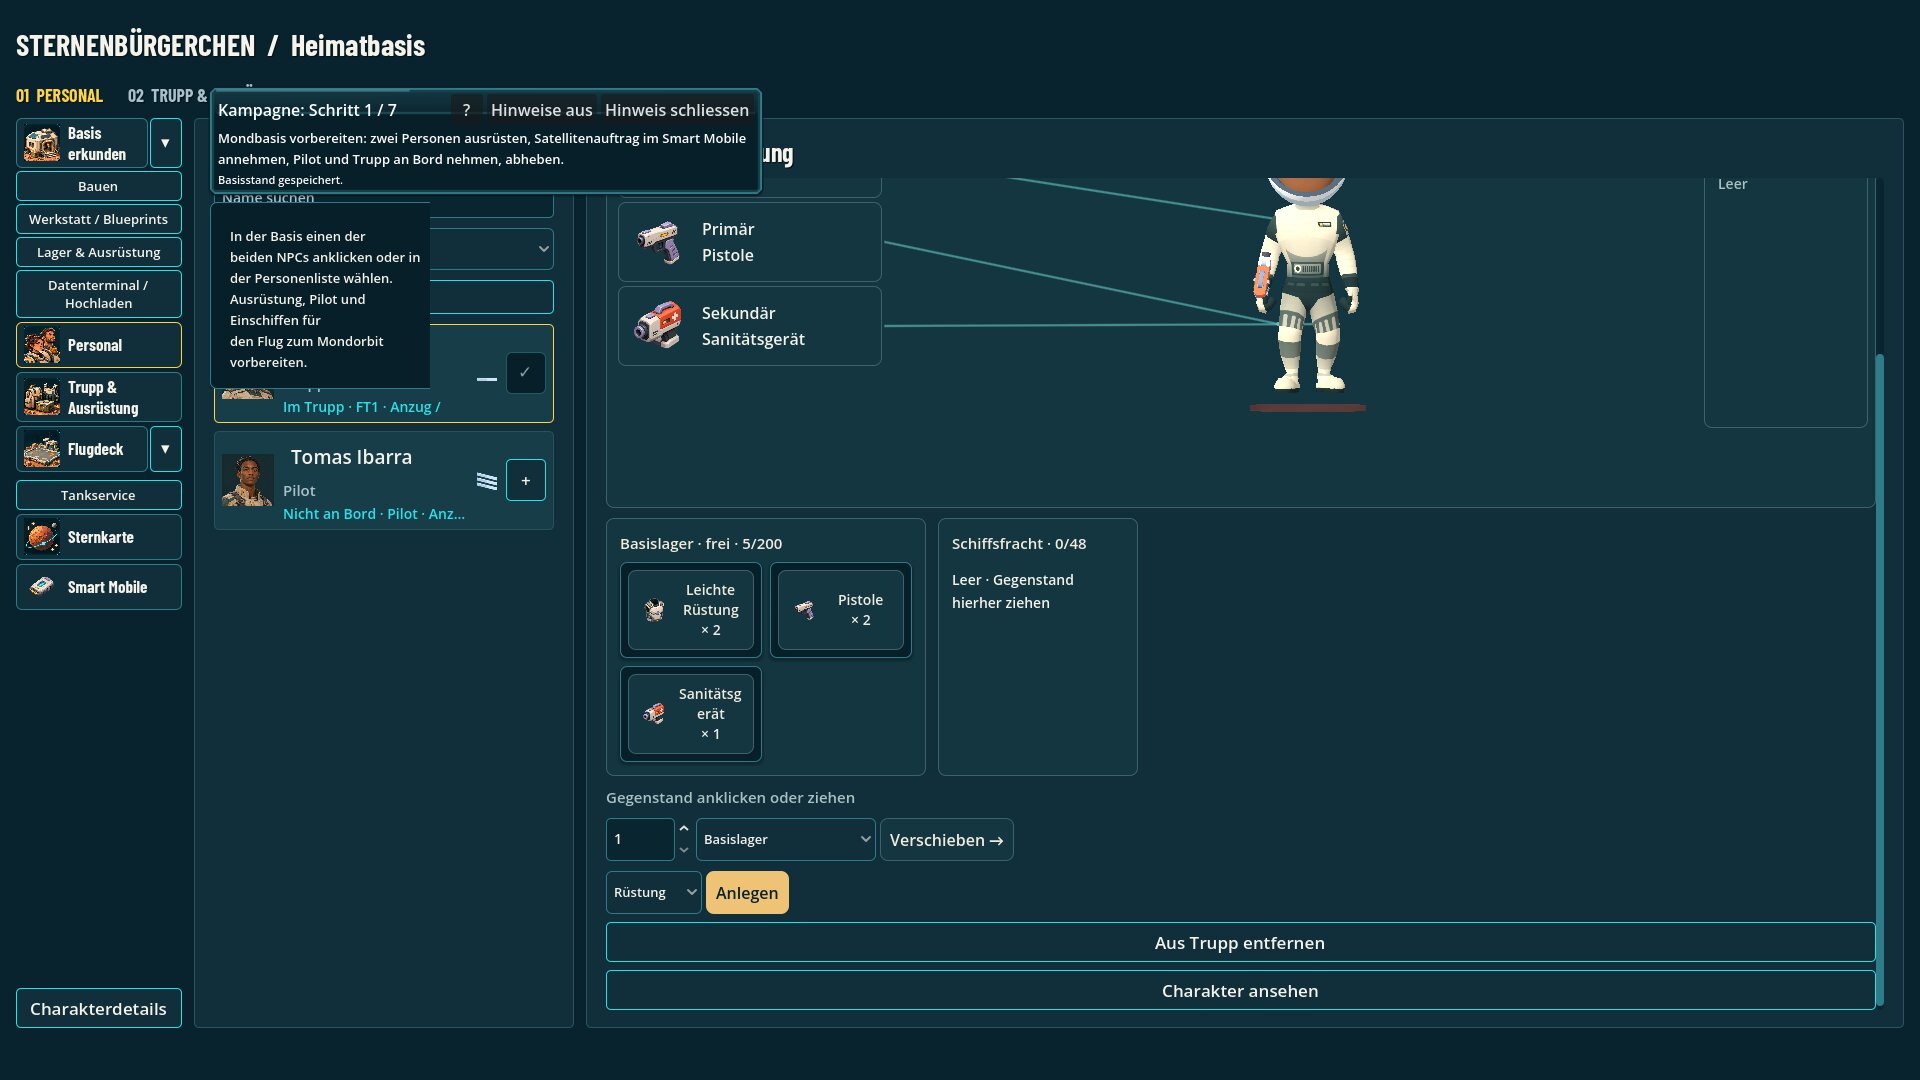 STERNENBÜRGERCHEN / Heimatbasis
01 PERSONAL
02 TRUPP &
Kampagne: Schritt 1 / 7
?
Hinweise aus
Hinweis schliessen
Mondbasis vorbereiten: zwei Personen ausrüsten, Satellitenauftrag im Smart Mobile
annehmen, Pilot und Trupp an Bord nehmen, abheben.
Basisstand gespeichert.
Basis
erkunden
▼
Bauen
Werkstatt / Blueprints
Lager & Ausrüstung
Datenterminal /
Hochladen
Personal
Trupp &
Ausrüstung
Flugdeck
▼
Tankservice
Sternkarte
Smart Mobile
Charakterdetails
Name suchen
In der Basis einen der
beiden NPCs anklicken oder in
der Personenliste wählen.
Ausrüstung, Pilot und
Einschiffen für
den Flug zum Mondorbit
vorbereiten.
✓
Im Trupp · FT1 · Anzug /
Tomas Ibarra
Pilot
Nicht an Bord · Pilot · Anz...
+
ung
Primär
Pistole
Sekundär
Sanitätsgerät
Leer
Basislager · frei · 5/200
Leichte
Rüstung
× 2
Pistole
× 2
Sanitätsg
erät
× 1
Schiffsfracht · 0/48
Leer · Gegenstand
hierher ziehen
Gegenstand anklicken oder ziehen
1
Basislager
Verschieben →
Rüstung
Anlegen
Aus Trupp entfernen
Charakter ansehen